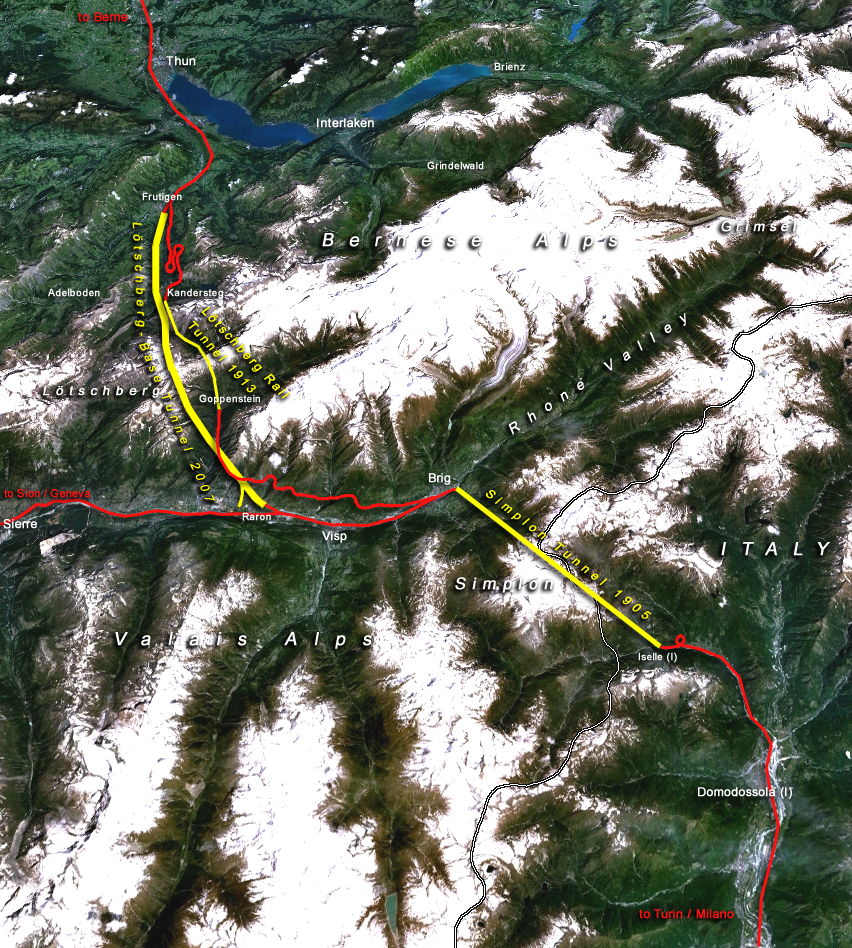 to Berne
Thun
Brienz
Interlaken
Grindelwald
Frutigen
Grimsel
Bernese Alps
Adelboden
Kandersteg
Lötschberg Base Tunnel 2007
Lötschberg Rail
Tunnel 1913
Lötschberg
Goppenstein
Rhone Valley
Brig
to Sion / Geneva
Sierre
Raron
Visp
Simplon Tunnel 1905
ITALY
Simplon
Valais Alps
Iselle (I)
Domodossola (I)
to Turin / Milano